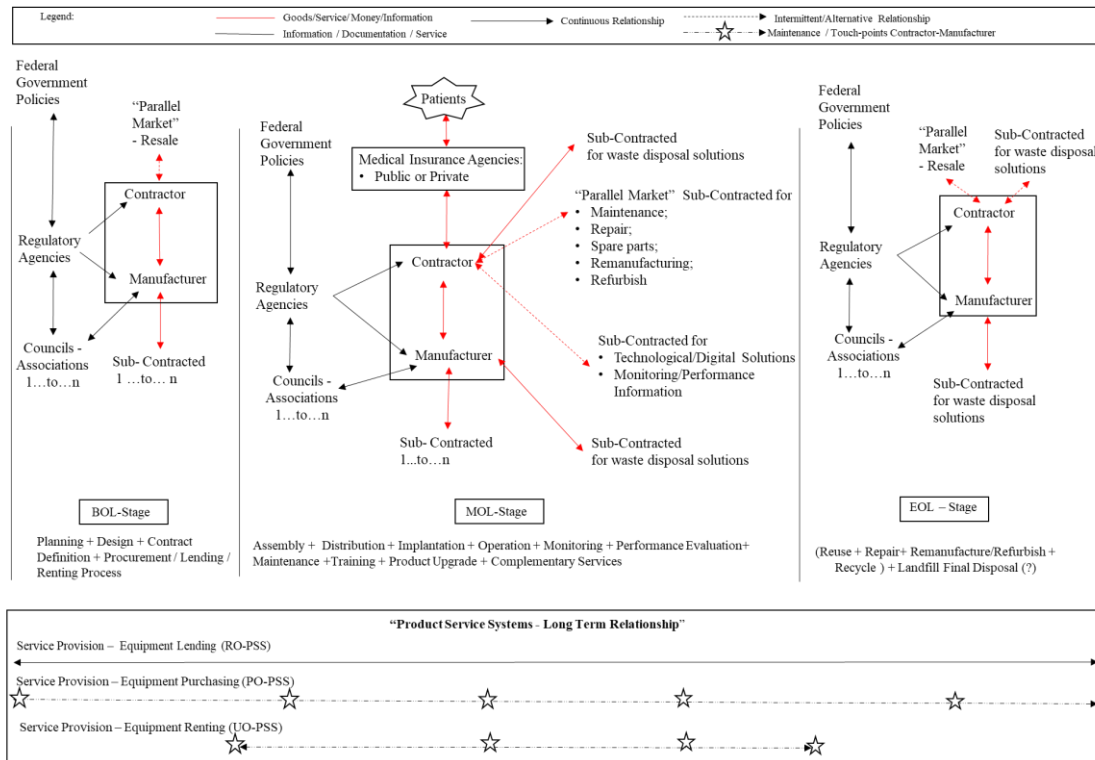 Legend:
Goods/Service/Money/Information
Information / Documentation / Service
Continuous Relationship
Intermittent/Alternative Relationship
Maintenance / Touch-points Contractor-Manufacturer
Federal
Government
Policies
“Parallel
Market”
- Resale
Contractor
Regulatory
Agencies
Manufacturer
Councils -
Associations
1…to…n
Sub- Contracted
1 …to… n
BOL-Stage
Planning + Design + Contract
Definition + Procurement / Lending /
Renting Process
Patients
Federal
Government
Policies
Medical Insurance Agencies:
• Public or Private
Sub-Contracted
for waste disposal solutions
“Parallel Market” Sub-Contracted for
• Maintenance;
• Repair;
• Spare parts;
• Remanufacturing;
• Refurbish
Contractor
Regulatory
Agencies
Manufacturer
Sub-Contracted for
• Technological/Digital Solutions
• Monitoring/Performance
Information
Councils -
Associations
1…to…n
Sub- Contracted
1...to…n
Sub-Contracted
for waste disposal solutions
MOL-Stage
Assembly + Distribution + Implantation + Operation + Monitoring + Performance Evaluation+
Maintenance +Training + Product Upgrade + Complementary Services
Federal
Government
Policies
“Parallel
Market” -
Resale
Sub-Contracted
for waste disposal
solutions
Contractor
Regulatory
Agencies
Manufacturer
Councils -
Associations
1…to…n
Sub-Contracted
for waste disposal
solutions
EOL – Stage
(Reuse + Repair+ Remanufacture/Refurbish +
Recycle ) + Landfill Final Disposal (?)
“Product Service Systems - Long Term Relationship”
Service Provision – Equipment Lending (RO-PSS)
Service Provision – Equipment Purchasing (PO-PSS)
Service Provision – Equipment Renting (UO-PSS)